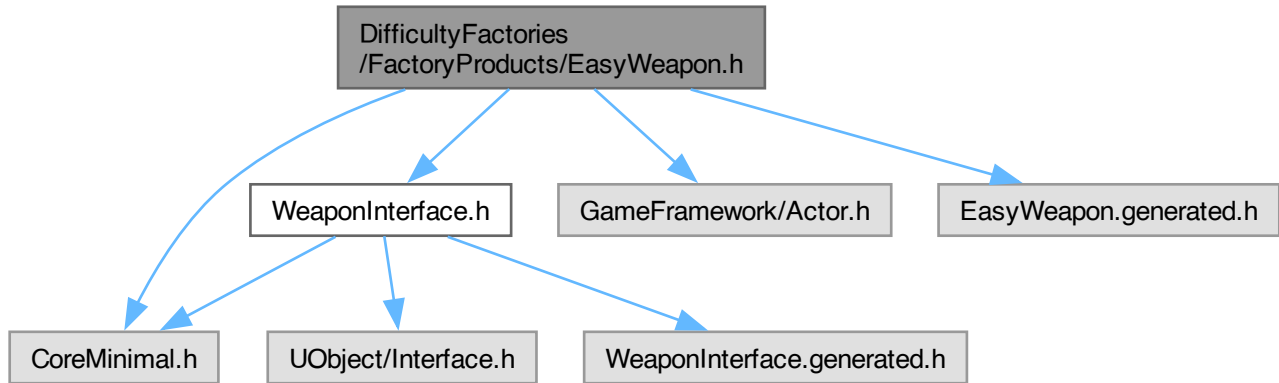 DifficultyFactories
/FactoryProducts/EasyWeapon.h
WeaponInterface.h
GameFramework/Actor.h
EasyWeapon.generated.h
CoreMinimal.h
UObject/Interface.h
WeaponInterface.generated.h